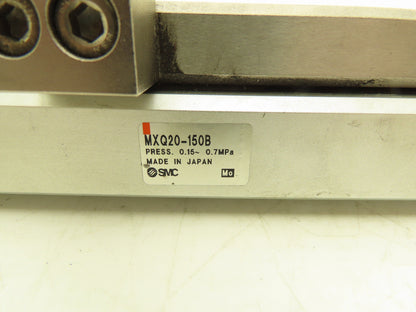 MXQ20-150B
PRESS. 0.15~ 0.7MPa
MADE IN JAPAN
SMC Mo